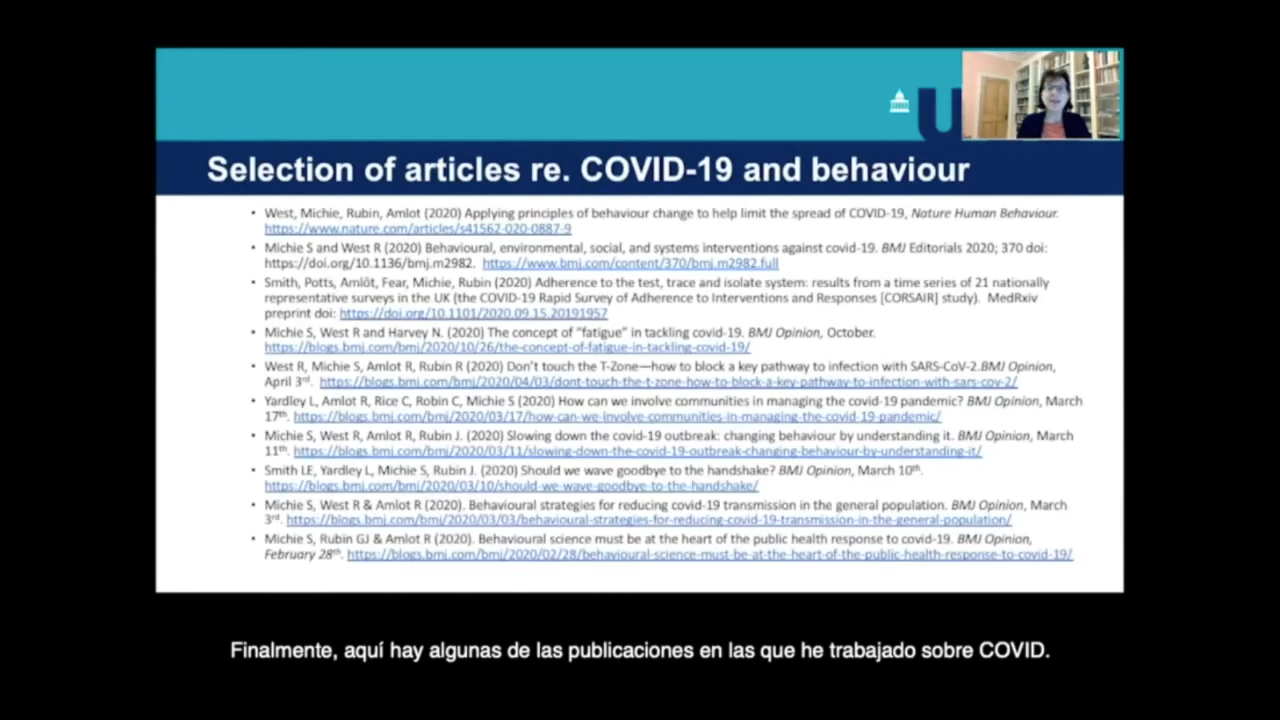 U
Selection of articles re. COVID-19 and behaviour
• West, Michie, Rubin, Amlot (2020) Applying principles of behaviour change to help limit the spread of COVID-19, Nature Human Behaviour.
https://www.nature.com/articles/s41562-020-0887-9
• Michie S and West R (2020) Behavioural, environmental, social, and systems interventions against covid-19. BMJ Editorials 2020; 370 doi:
https://doi.org/10.1136/bmj.m2982. https://www.bmj.com/content/370/bmj.m2982.full
• Smith, Potts, Amlôt, Fear, Michie, Rubin (2020) Adherence to the test, trace and isolate system: results from a time series of 21 nationally
representative surveys in the UK (the COVID-19 Rapid Survey of Adherence to Interventions and Responses [CORSAIR] study). MedRxiv
preprint doi: https://doi.org/10.1101/2020.09.15.20191957
• Michie S, West R and Harvey N. (2020) The concept of "fatigue" in tackling covid-19. BMJ Opinion, October.
https://blogs.bmj.com/bmj/2020/10/26/the-concept-of-fatigue-in-tackling-covid-19/
• West R, Michie S, Amlot R, Rubin R (2020) Don't touch the T-Zone—how to block a key pathway to infection with SARS-CoV-2.BMJ Opinion,
April 3rd. https://blogs.bmj.com/bmj/2020/04/03/dont-touch-the-t-zone-how-to-block-a-key-pathway-to-infection-with-sars-cov-2/
• Yardley L, Amlot R, Rice C, Robin C, Michie S (2020) How can we involve communities in managing the covid-19 pandemic? BMJ Opinion, March
17th. https://blogs.bmj.com/bmj/2020/03/17/how-can-we-involve-communities-in-managing-the-covid-19-pandemic/
• Michie S, West R, Amlot R, Rubin J. (2020) Slowing down the covid-19 outbreak: changing behaviour by understanding it. BMJ Opinion, March
11th. https://blogs.bmj.com/bmj/2020/03/11/slowing-down-the-covid-19-outbreak-changing-behaviour-by-understanding-it/
• Smith LE, Yardley L, Michie S, Rubin J. (2020) Should we wave goodbye to the handshake? BMJ Opinion, March 10th.
https://blogs.bmj.com/bmj/2020/03/10/should-we-wave-goodbye-to-the-handshake/
• Michie S, West R & Amlot R (2020). Behavioural strategies for reducing covid-19 transmission in the general population. BMJ Opinion, March
3rd. https://blogs.bmj.com/bmj/2020/03/03/behavioural-strategies-for-reducing-covid-19-transmission-in-the-general-population/
• Michie S, Rubin GJ & Amlot R (2020). Behavioural science must be at the heart of the public health response to covid-19. BMJ Opinion,
February 28th. https://blogs.bmj.com/bmj/2020/02/28/behavioural-science-must-be-at-the-heart-of-the-public-health-response-to-covid-19/
Finalmente, aquí hay algunas de las publicaciones en las que he trabajado sobre COVID.